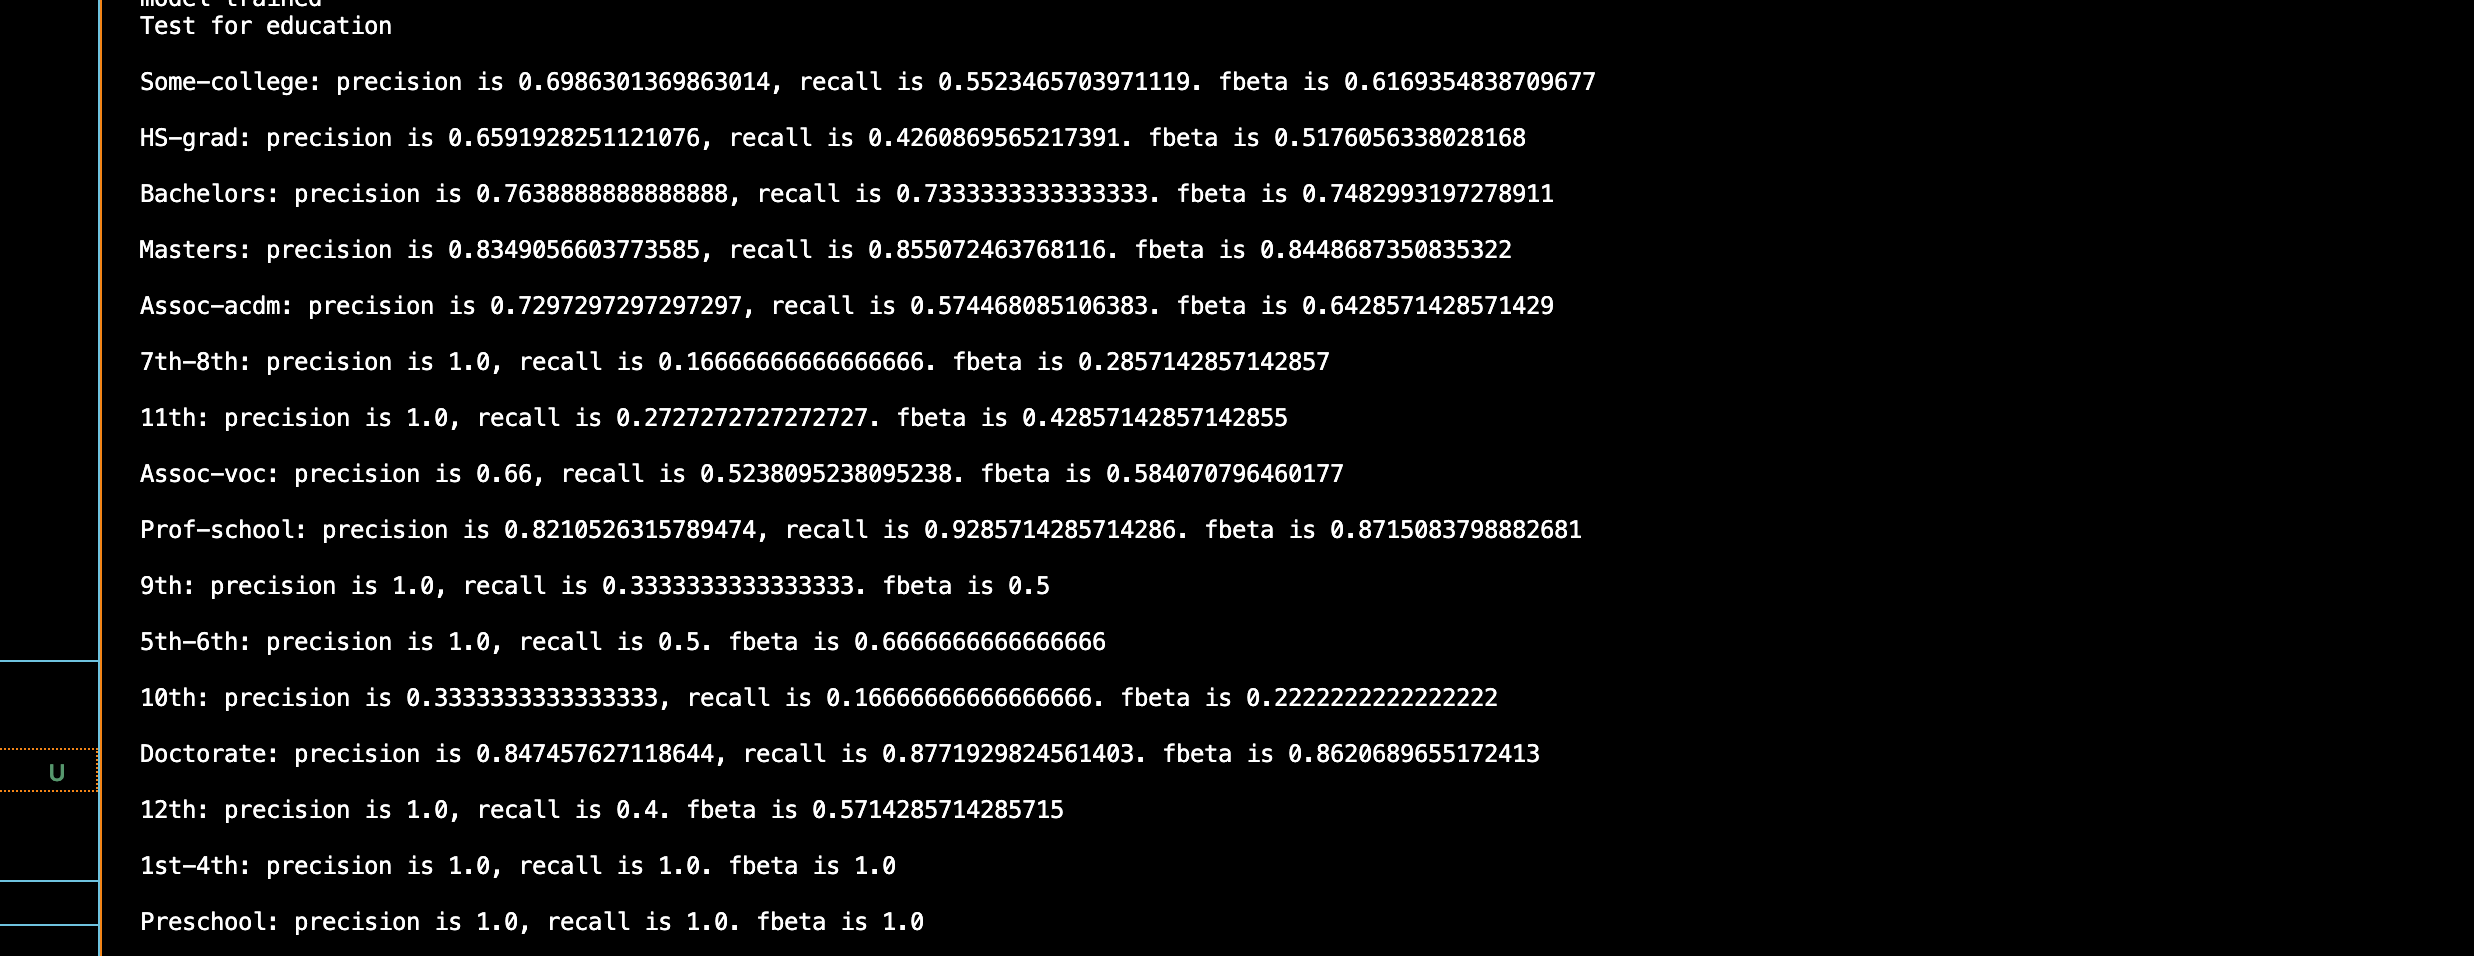 model trained
Test for education
Some-college: precision is 0.6986301369863014, recall is 0.5523465703971119. fbeta is 0.6169354838709677
HS-grad: precision is 0.6591928251121076, recall is 0.4260869565217391. fbeta is 0.5176056338028168
Bachelors: precision is 0.7638888888888888, recall is 0.7333333333333333. fbeta is 0.7482993197278911
Masters: precision is 0.8349056603773585, recall is 0.855072463768116. fbeta is 0.8448687350835322
Assoc-acdm: precision is 0.7297297297297297, recall is 0.574468085106383. fbeta is 0.6428571428571429
7th-8th: precision is 1.0, recall is 0.16666666666666666. fbeta is 0.2857142857142857
11th: precision is 1.0, recall is 0.2727272727272727. fbeta is 0.42857142857142855
Assoc-voc: precision is 0.66, recall is 0.5238095238095238. fbeta is 0.584070796460177
Prof-school: precision is 0.8210526315789474, recall is 0.9285714285714286. fbeta is 0.8715083798882681
9th: precision is 1.0, recall is 0.3333333333333333. fbeta is 0.5
5th-6th: precision is 1.0, recall is 0.5. fbeta is 0.6666666666666666
10th: precision is 0.3333333333333333, recall is 0.16666666666666666. fbeta is 0.2222222222222222
Doctorate: precision is 0.847457627118644, recall is 0.8771929824561403. fbeta is 0.8620689655172413
U
12th: precision is 1.0, recall is 0.4. fbeta is 0.5714285714285715
1st-4th: precision is 1.0, recall is 1.0. fbeta is 1.0
Preschool: precision is 1.0, recall is 1.0. fbeta is 1.0